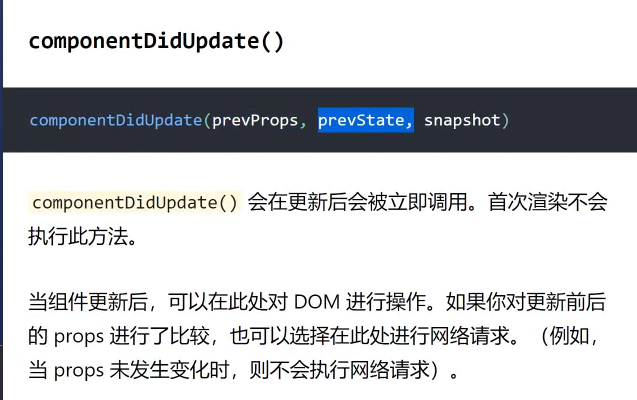 componentDidUpdate()
componentDidUpdate(prevProps, prevState, snapshot)
componentDidUpdate() 会在更新后会被立即调用。首次渲染不会
执行此方法。
当组件更新后，可以在此处对 DOM 进行操作。如果你对更新前后
的 props 进行了比较，也可以选择在此处进行网络请求。（例如，
当 props 未发生变化时，则不会执行网络请求）。